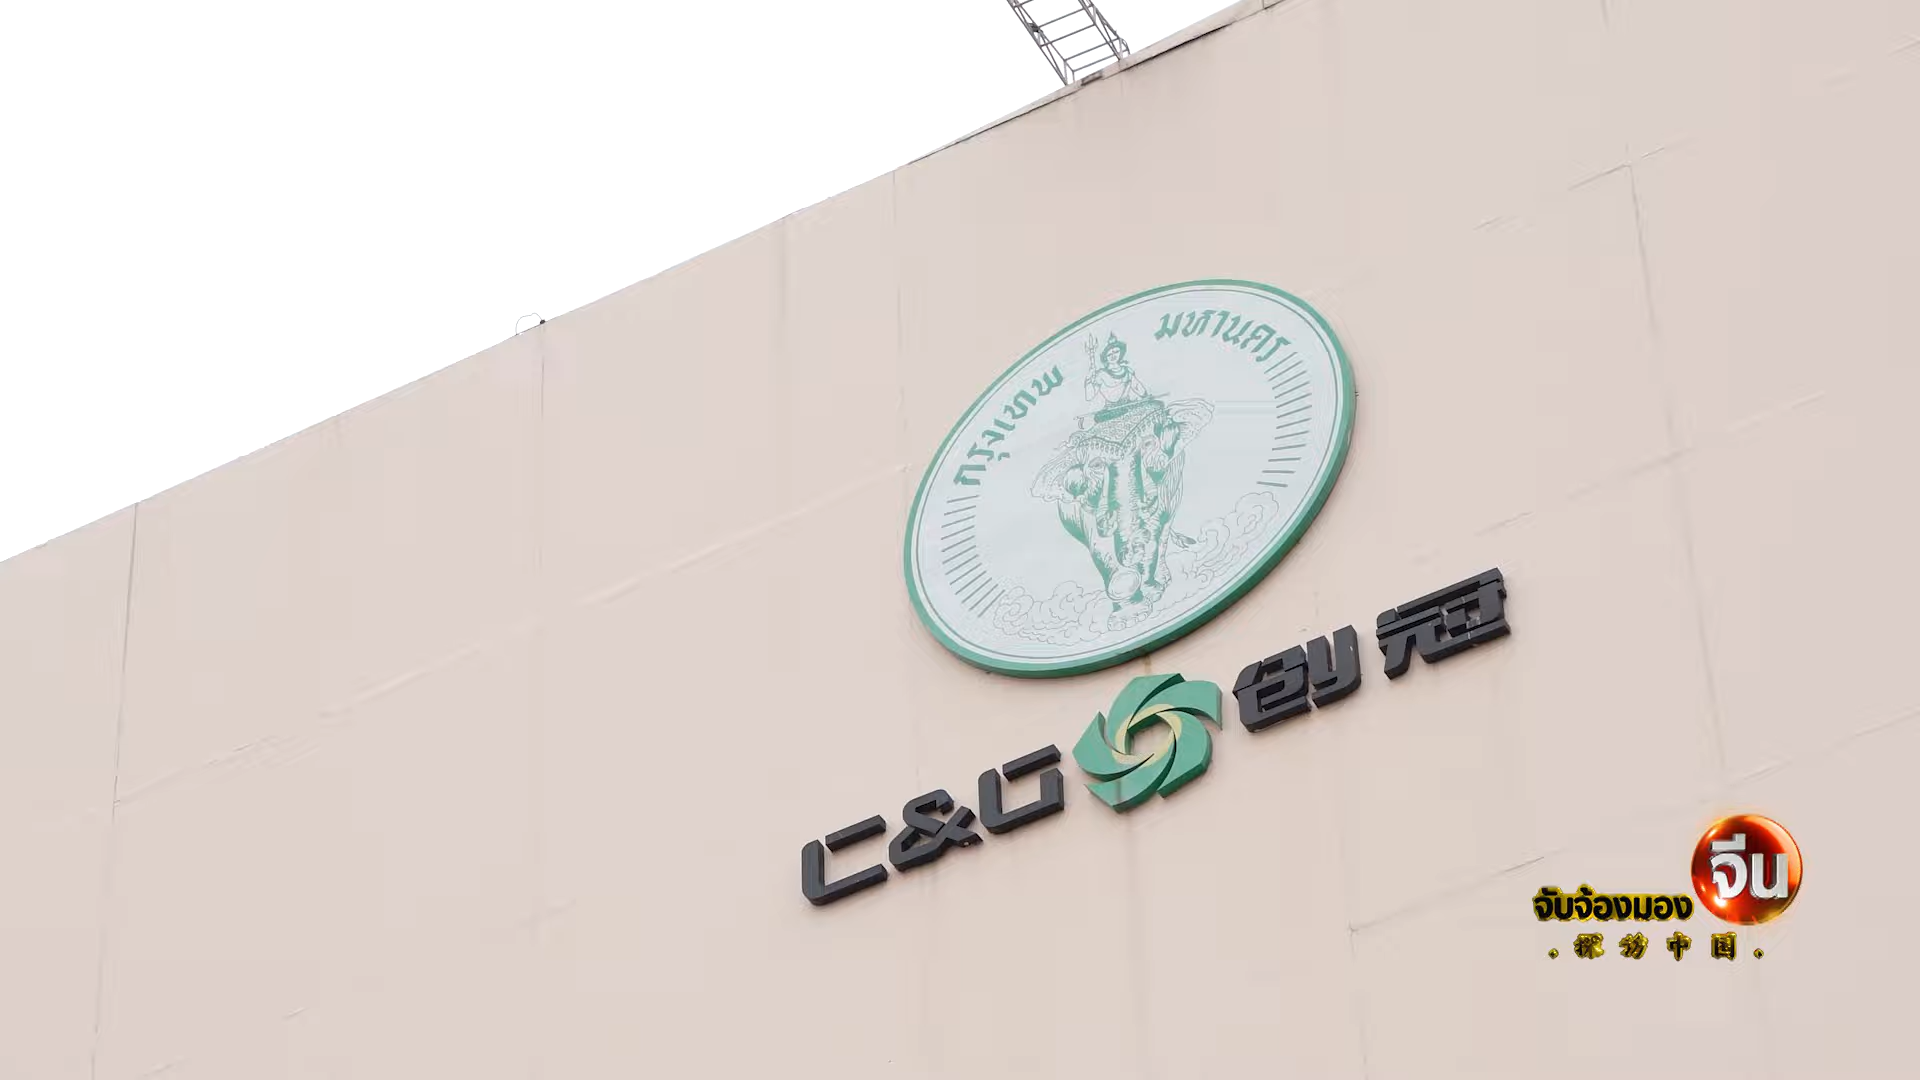 กรุงเทพ มหานคร
C&G 创冠
จีน
จับจ้องมอง
·探访中国·